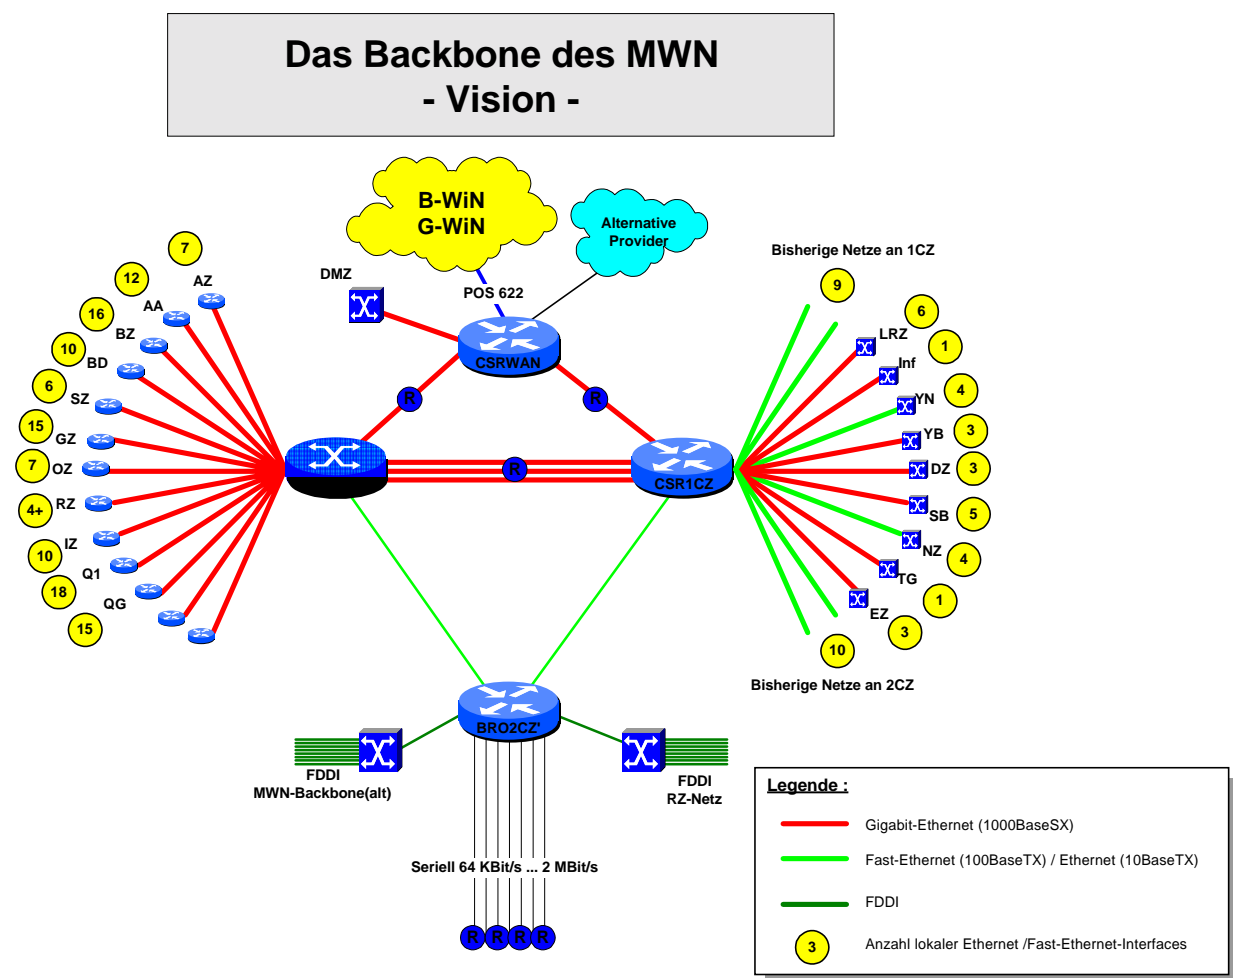 Das Backbone des MWN
- Vision -
B-WiN
G-WiN
Alternative
Provider
POS 622
DMZ
CSRWAN
R
R
7
AZ
12
AA
16
BZ
10
BD
6
SZ
15
GZ
7
OZ
4+
RZ
10
IZ
18
Q1
15
QG
R
CSR1CZ
Bisherige Netze an 1CZ
9
6
LRZ
1
Inf
4
YN
3
YB
3
DZ
5
SB
4
NZ
1
TG
3
EZ
10
Bisherige Netze an 2CZ
BRO2CZ'
FDDI
MWN-Backbone(alt)
FDDI
RZ-Netz
Seriell 64 KBit/s ... 2 MBit/s
R R R R
Legende :
Gigabit-Ethernet (1000BaseSX)
Fast-Ethernet (100BaseTX) / Ethernet (10BaseTX)
FDDI
3 Anzahl lokaler Ethernet /Fast-Ethernet-Interfaces